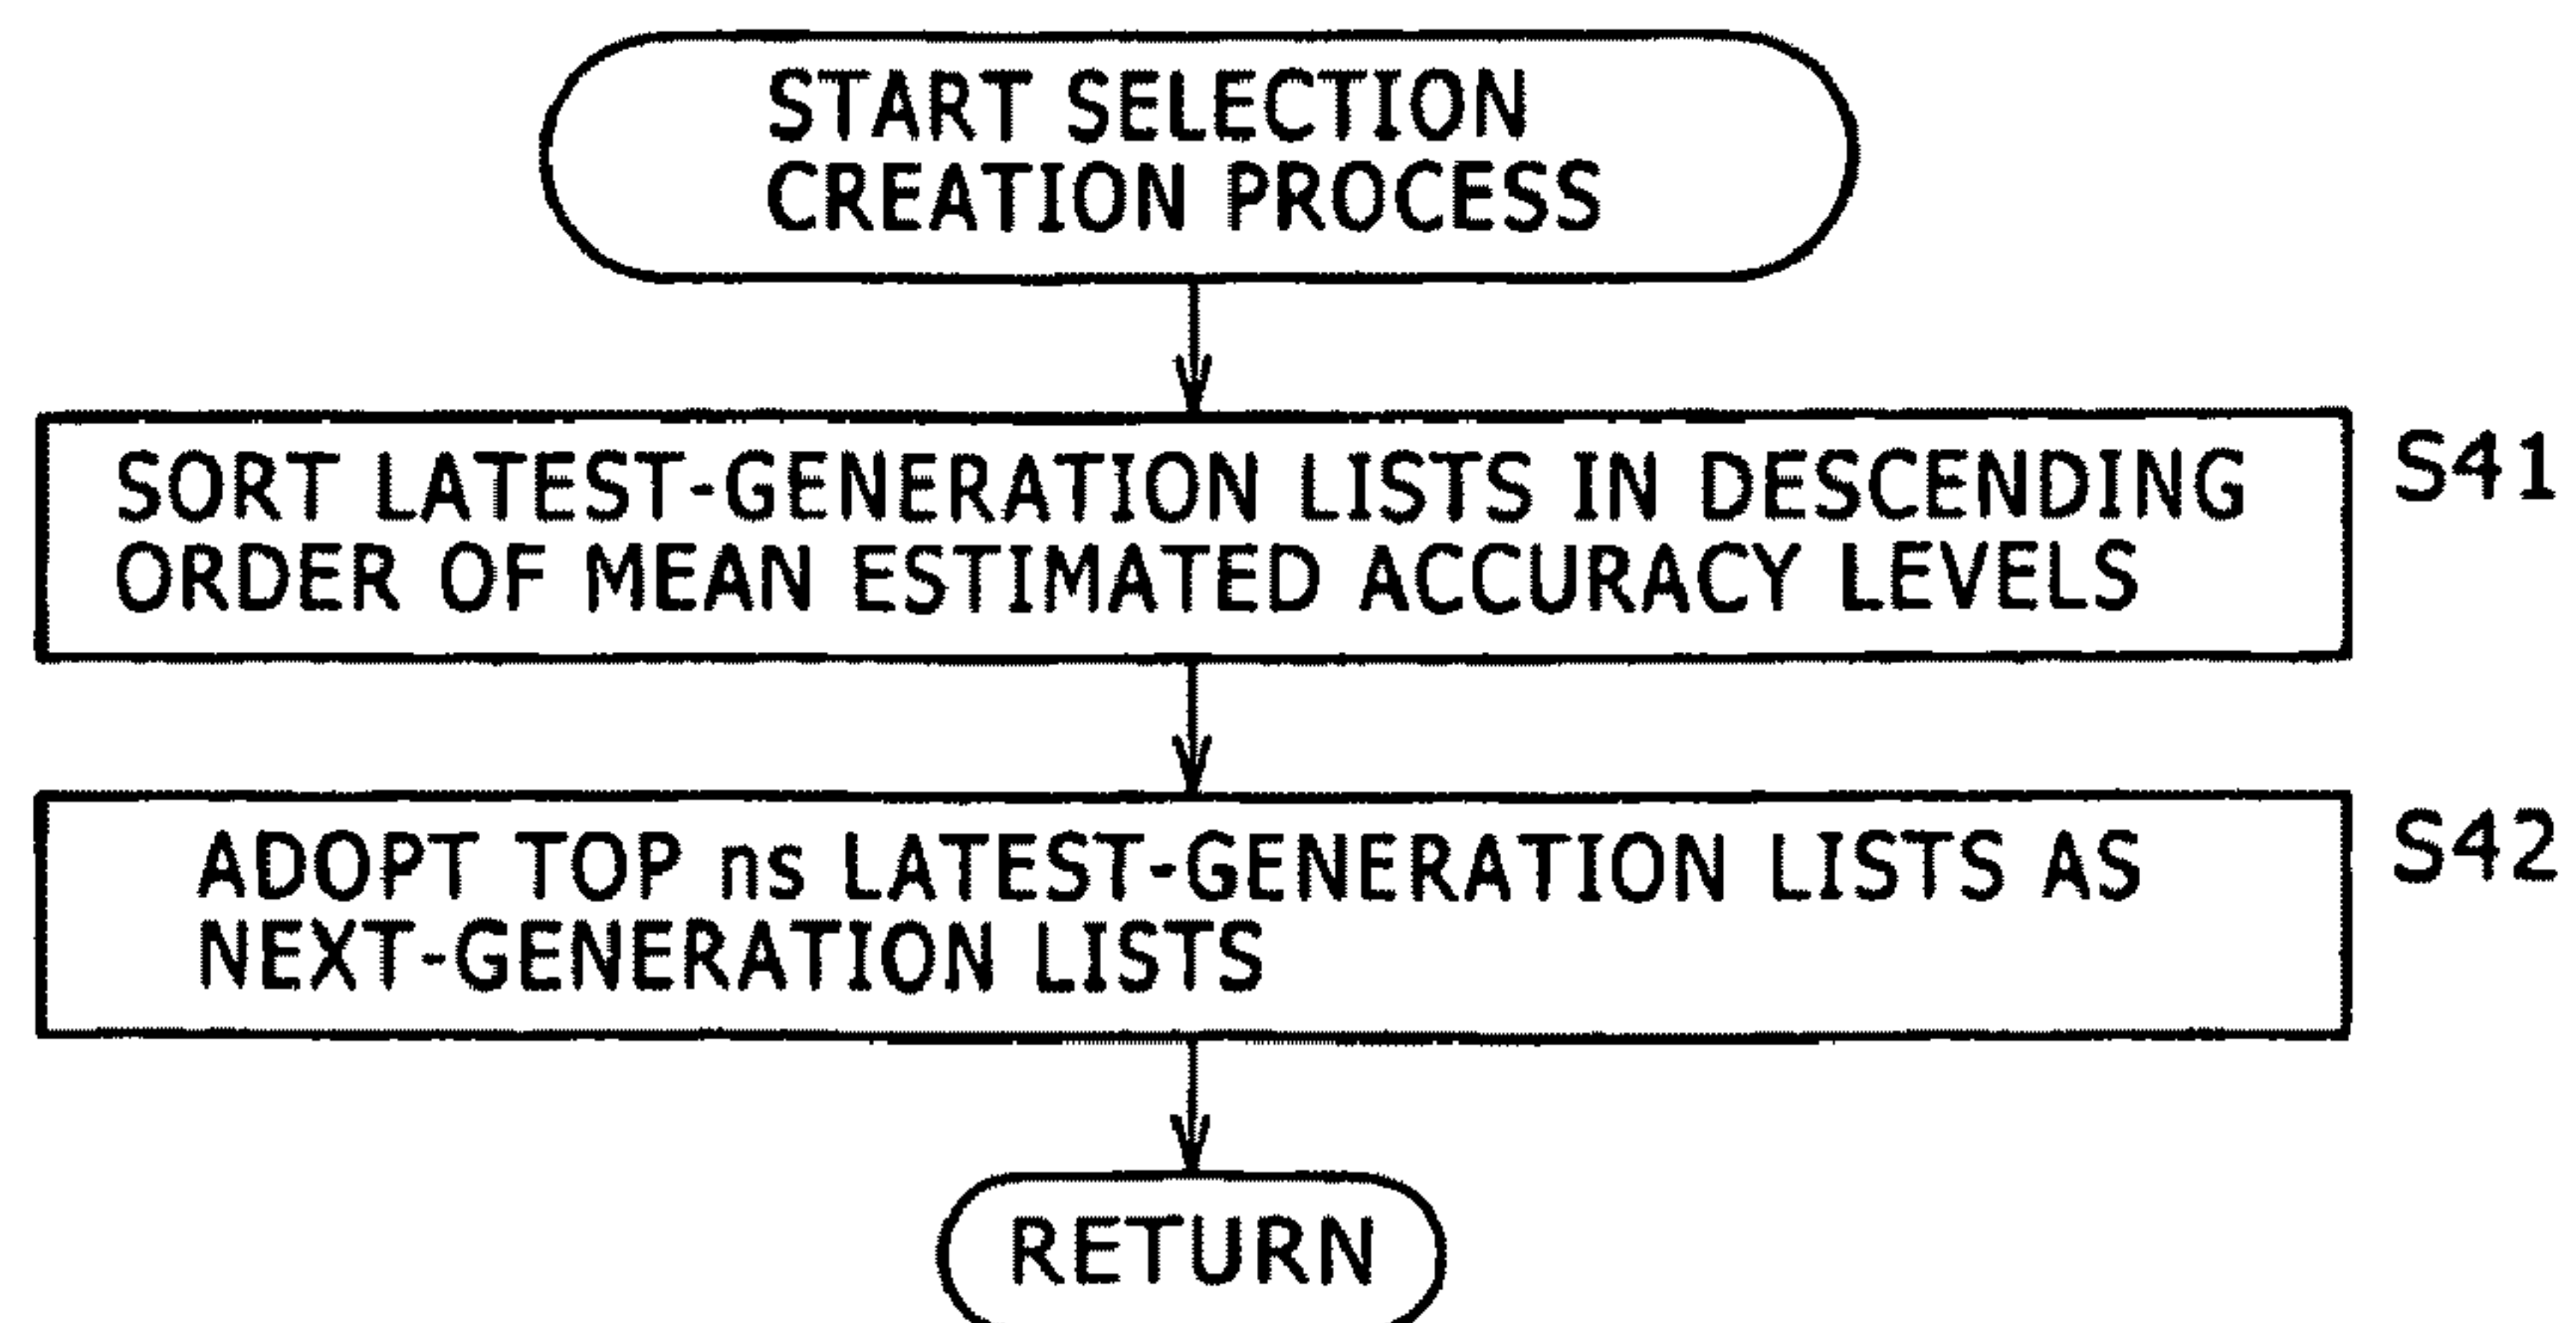 START SELECTION
CREATION PROCESS
SORT LATEST-GENERATION LISTS IN DESCENDING
ORDER OF MEAN ESTIMATED ACCURACY LEVELS
S41
ADOPT TOP ns LATEST-GENERATION LISTS AS
NEXT-GENERATION LISTS
S42
RETURN